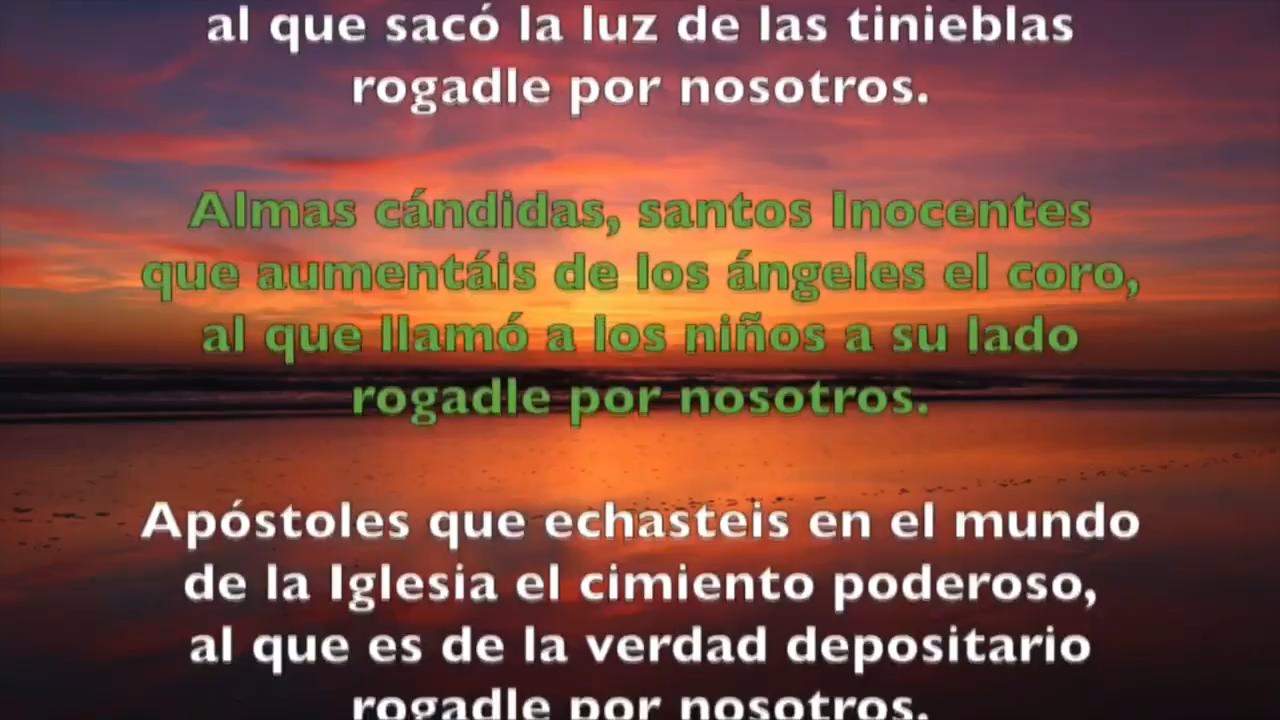 al que sacó la luz de las tinieblas
rogadle por nosotros.
Almas cándidas, santos Inocentes
que aumentáis de los ángeles el coro,
al que llamó a los niños a su lado
rogadle por nosotros.
Apóstoles que echasteis en el mundo
de la Iglesia el cimiento poderoso,
al que es de la verdad depositario
rogadle por nosotros.